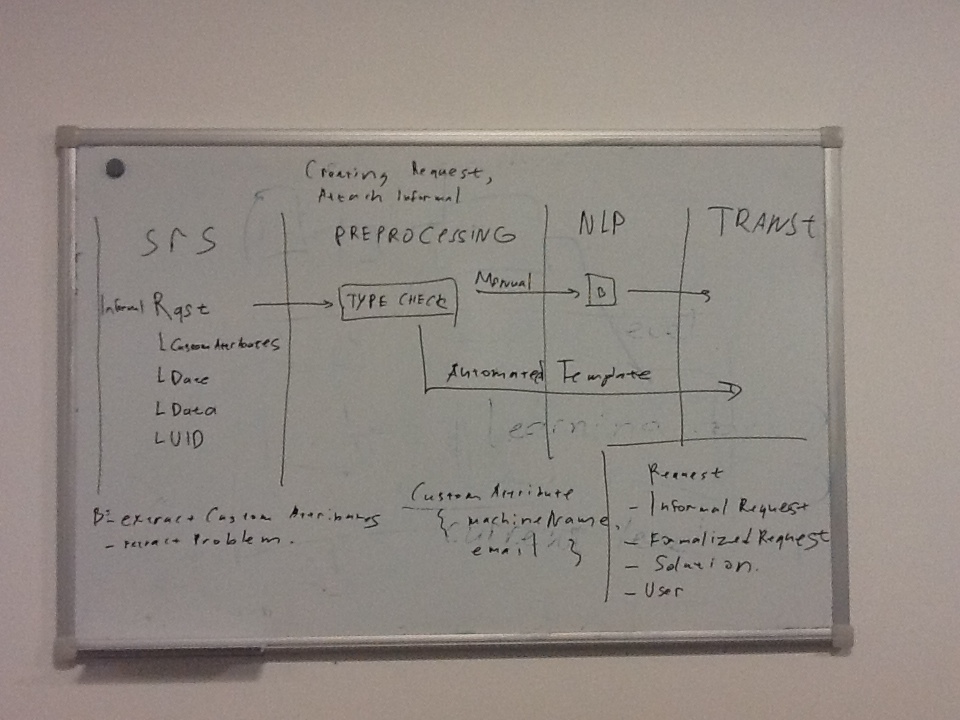 Creating Request,
Attach Informal
SRS
PREPROCESSING
NLP
TRANSf
Informal Rqst
Custom Attributes
Date
Data
UID
TYPE CHECK
Manual
B
Automated Template
B = extract Custom Attributes
- extract Problem.
Custom Attribute
{ - machineName,
email }
Request
- Informal Request
- Formalized Request
- Solution.
- User